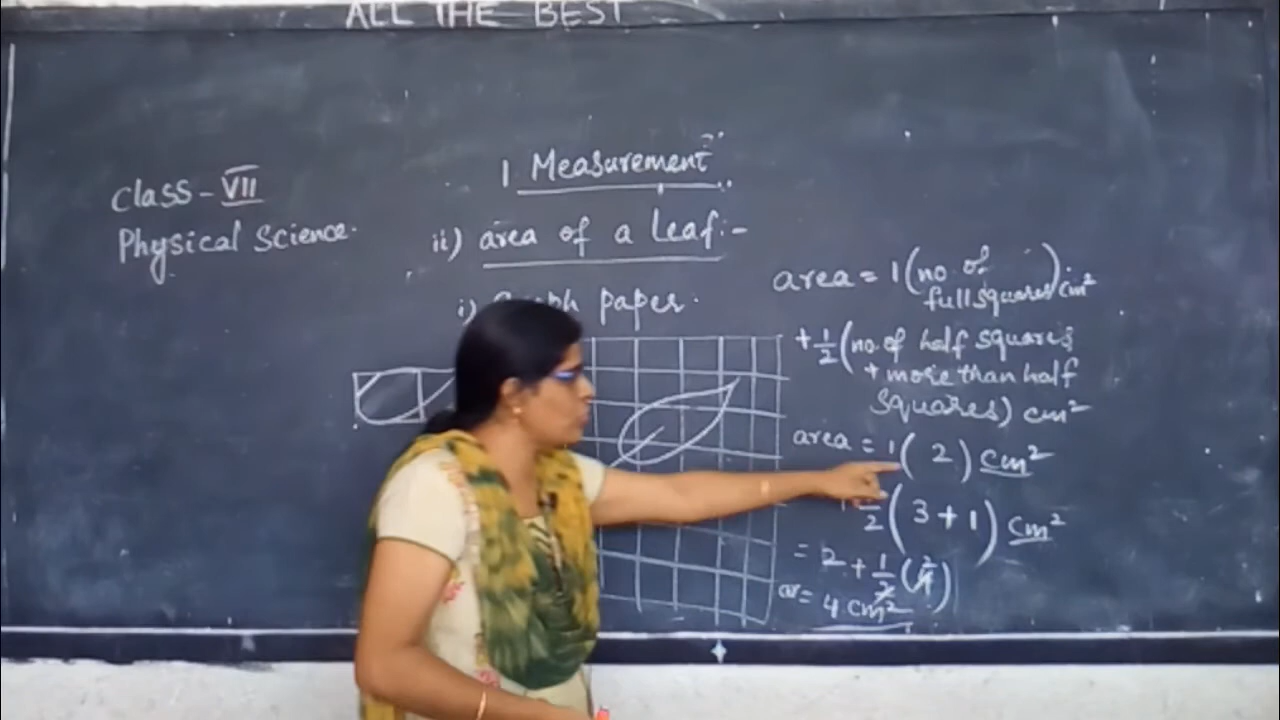 ALL THE BEST
Class - VII
Physical Science.
1 Measurement
ii) area of a Leaf:-
i) paper.
area = 1(no. of
full squares) cm²
+ 1/2 (no. of half squares
+ more than half
squares) cm²
area = 1( 2 ) cm²
1/2 ( 3 + 1 ) cm²
= 2 + 1/2 (4) 2
= 4 cm²